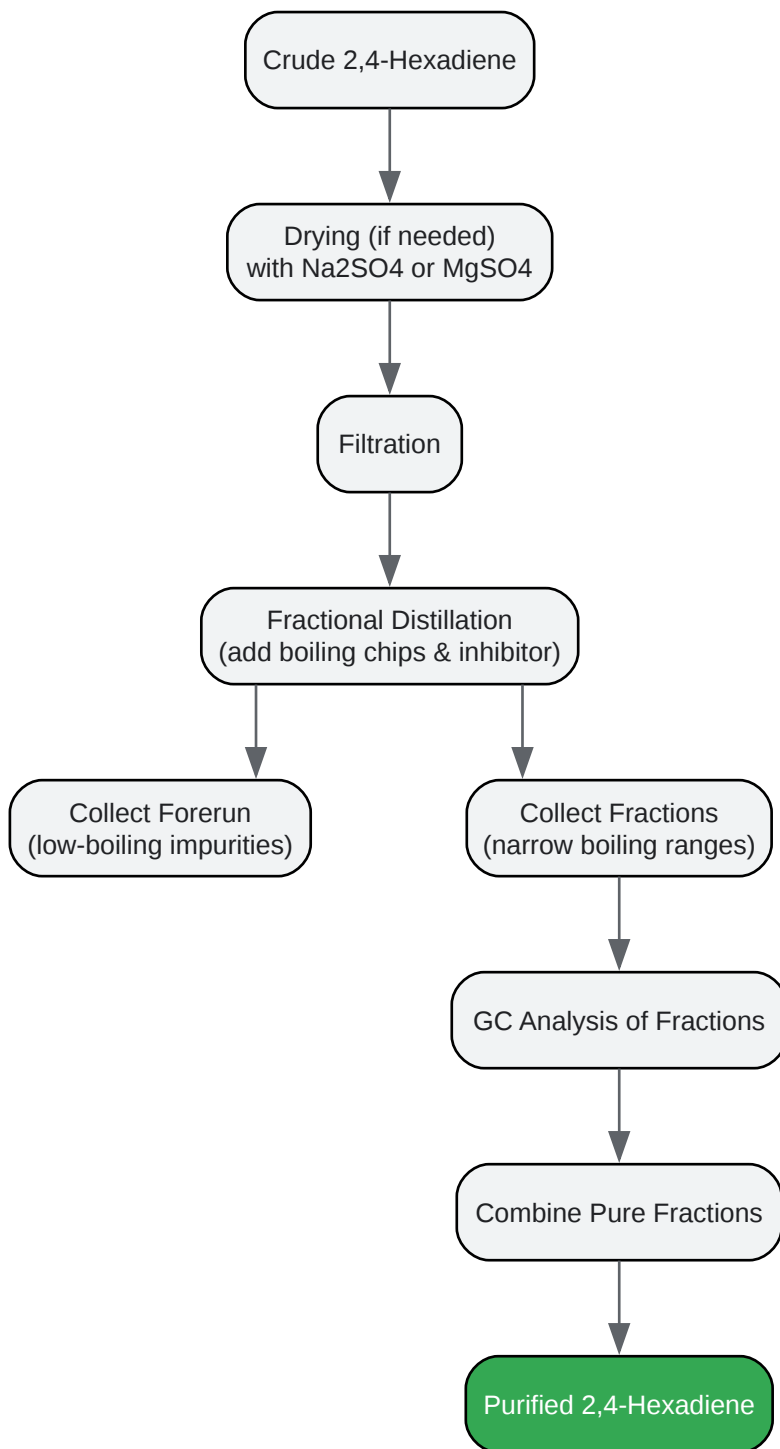 Crude 2,4-Hexadiene
Drying (if needed)
with Na2SO4 or MgSO4
Filtration
Fractional Distillation
(add boiling chips & inhibitor)
Collect Forerun
(low-boiling impurities)
Collect Fractions
(narrow boiling ranges)
GC Analysis of Fractions
Combine Pure Fractions
Purified 2,4-Hexadiene